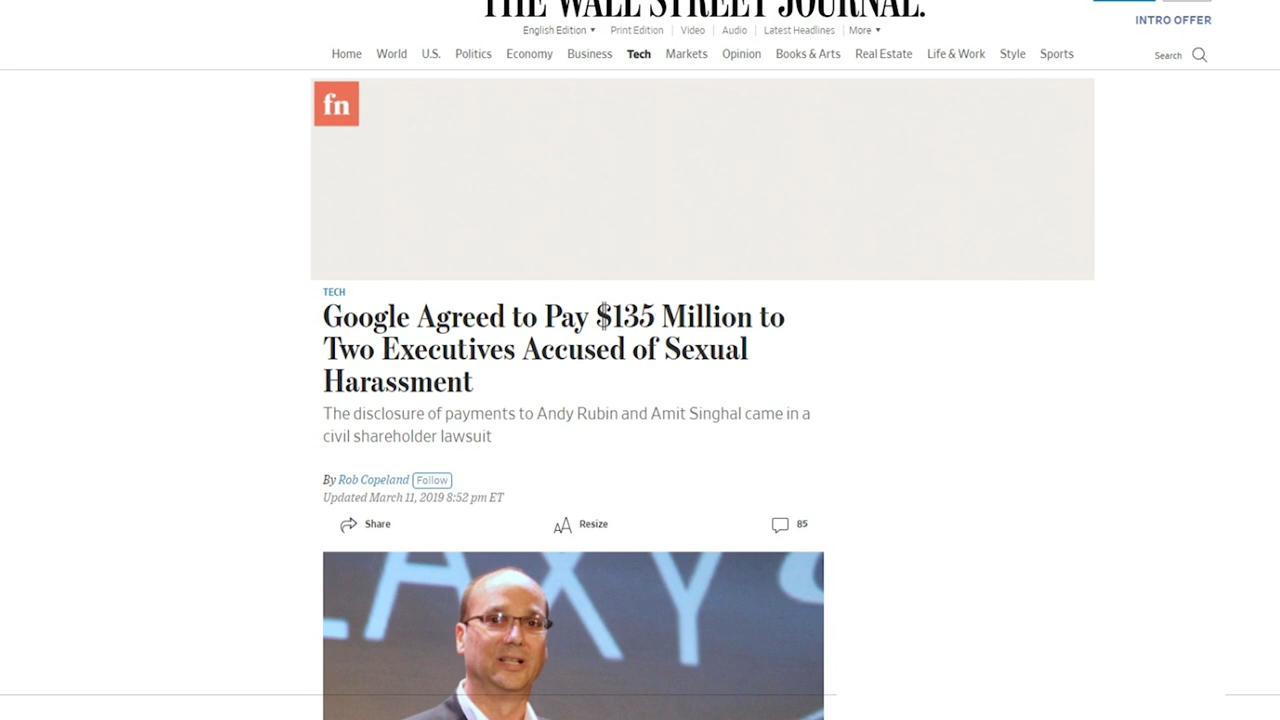 THE WALL STREET JOURNAL.
English Edition Print Edition Video Audio Latest Headlines More
INTRO OFFER
Home World U.S. Politics Economy Business Tech Markets Opinion Books & Arts Real Estate Life & Work Style Sports
Search
fn
TECH
Google Agreed to Pay $135 Million to
Two Executives Accused of Sexual
Harassment
The disclosure of payments to Andy Rubin and Amit Singhal came in a
civil shareholder lawsuit
By Rob Copeland Follow
Updated March 11, 2019 8:52 pm ET
Share Resize 85
LAXY